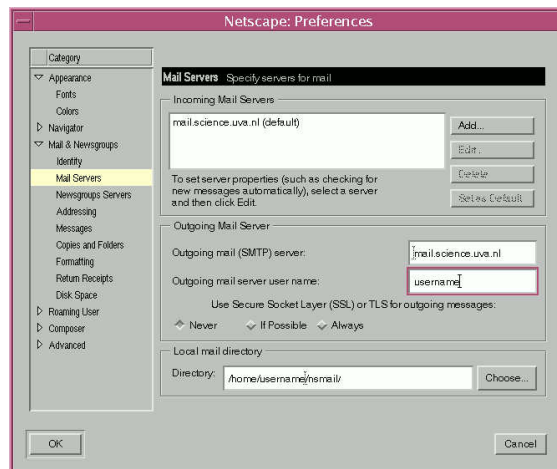 Netscape: Preferences
Category
Appearance
Fonts
Colors
Navigator
Mail & Newsgroups
Identity
Mail Servers
Newsgroups Servers
Addressing
Messages
Copies and Folders
Formatting
Return Receipts
Disk Space
Roaming User
Composer
Advanced
Mail Servers Specify servers for mail
Incoming Mail Servers
mail.science.uva.nl (default)
Add...
Edit...
Delete
Set as Default
To set server properties (such as checking for
new messages automatically), select a server
and then click Edit.
Outgoing Mail Server
Outgoing mail (SMTP) server: mail.science.uva.nl
Outgoing mail server user name: username
Use Secure Socket Layer (SSL) or TLS for outgoing messages:
Never If Possible Always
Local mail directory
Directory: /home/username/nsmail/ Choose...
OK Cancel